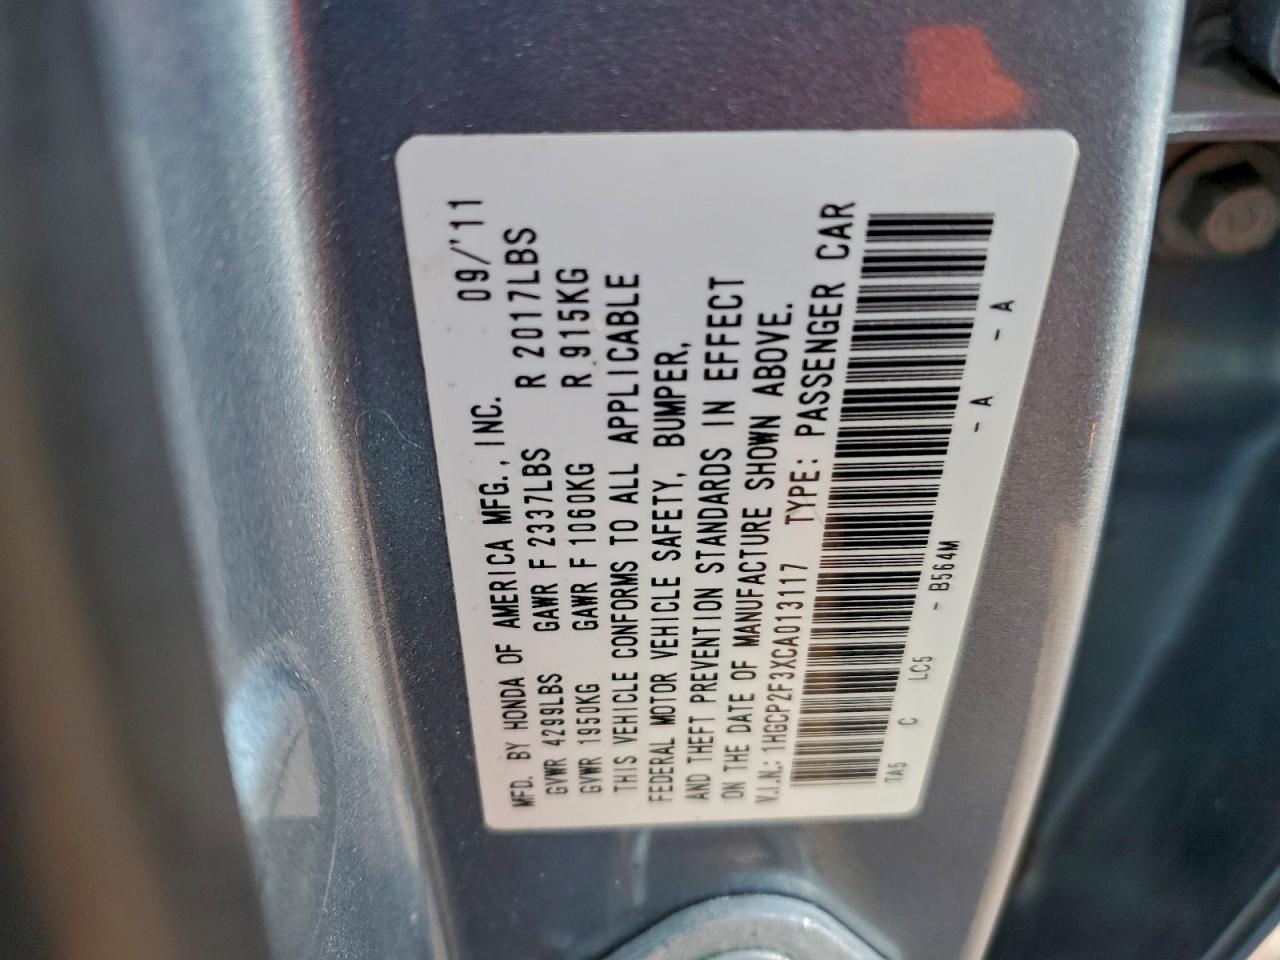 MFD. BY HONDA OF AMERICA MFG., INC. 09/'11
GVWR 4299LBS GAWR F 2337LBS R 2017LBS
GVWR 1950KG GAWR F 1060KG R 915KG
THIS VEHICLE CONFORMS TO ALL APPLICABLE
FEDERAL MOTOR VEHICLE SAFETY, BUMPER,
AND THEFT PREVENTION STANDARDS IN EFFECT
ON THE DATE OF MANUFACTURE SHOWN ABOVE.
V.I.N.: 1HGCP2F3XCA013117 TYPE: PASSENGER CAR
TA5 C LC5 - B564M - A - A